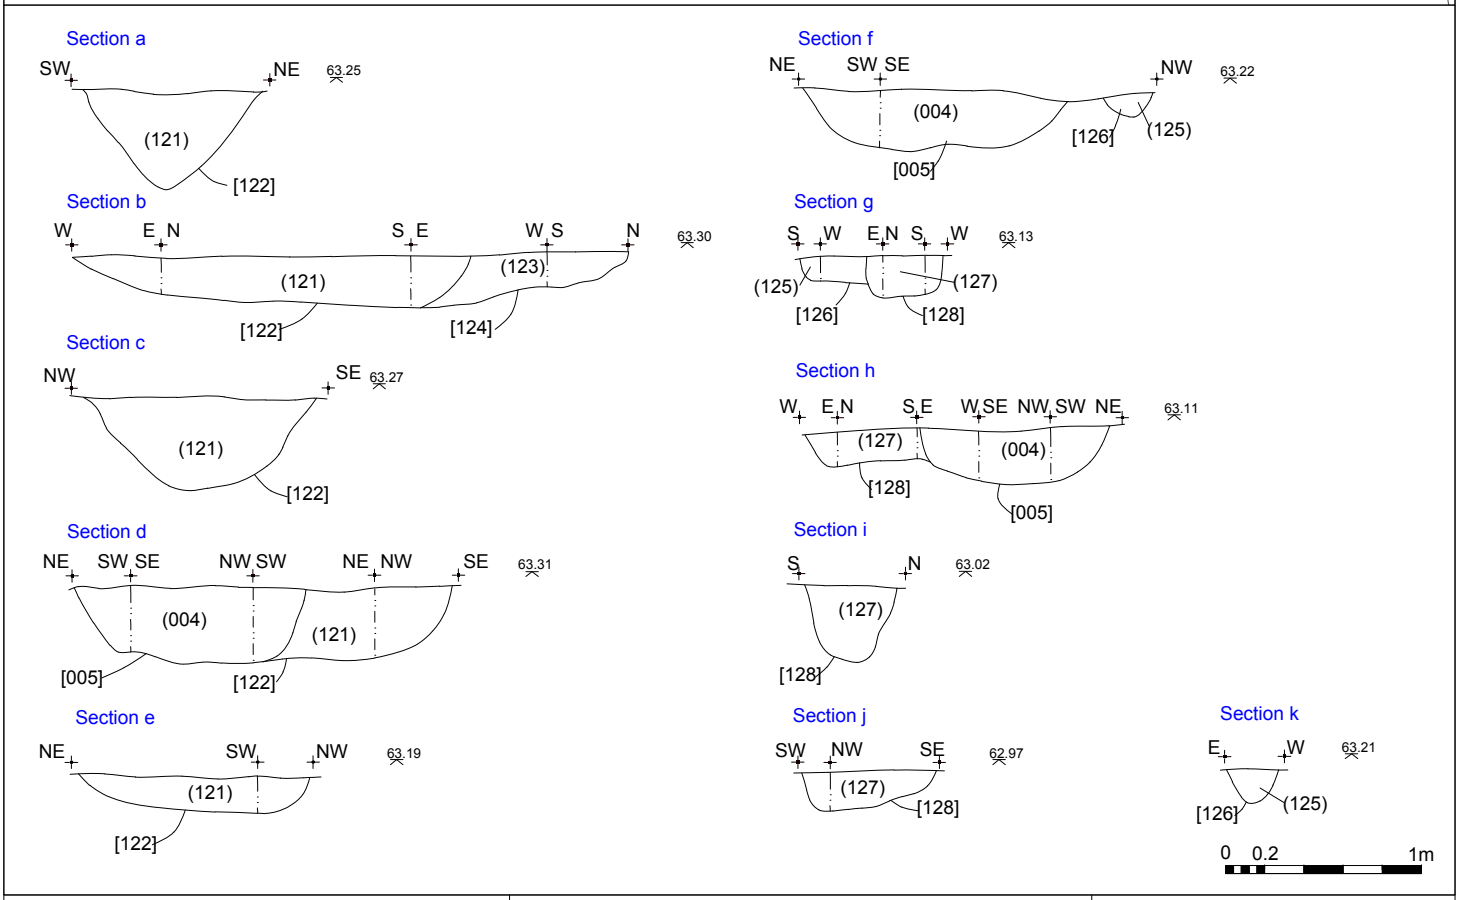 Section a
SW NE 63.25
(121)
[122]
Section b
W E N S E W S N 63.30
(121) (123)
[122] [124]
Section c
NW SE 63.27
(121)
[122]
Section d
NE SW SE NW SW NE NW SE 63.31
(004) (121)
[005] [122]
Section e
NE SW NW 63.19
(121)
[122]
Section f
NE SW SE NW 63.22
(004)
[126] (125)
[005]
Section g
S W E N S W 63.13
(125) (127)
[126] [128]
Section h
W E N S E W SE NW SW NE 63.11
(127) (004)
[128]
[005]
Section i
S N 63.02
(127)
[128]
Section j
SW NW SE 62.97
(127)
[128]
Section k
E W 63.21
(125)
[126]
0 0.2 1m